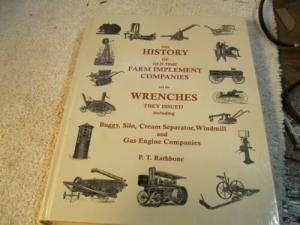 THE
HISTORY
OF
OLD TIME
FARM IMPLEMENT
COMPANIES
and the
WRENCHES
THEY ISSUED
including
Buggy, Silo, Cream Separator, Windmill
and
Gas Engine Companies
P. T. Rathbone